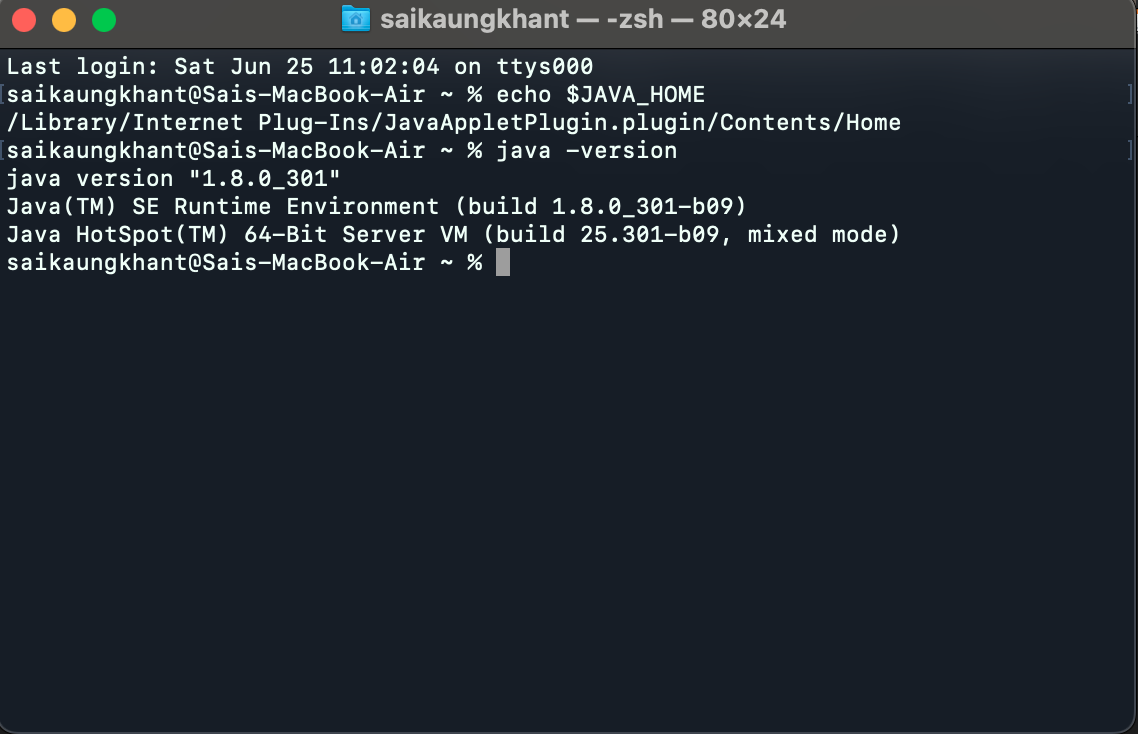 saikaungkhant — -zsh — 80×24
Last login: Sat Jun 25 11:02:04 on ttys000
[saikaungkhant@Sais-MacBook-Air ~ % echo $JAVA_HOME ]
/Library/Internet Plug-Ins/JavaAppletPlugin.plugin/Contents/Home
[saikaungkhant@Sais-MacBook-Air ~ % java -version ]
java version "1.8.0_301"
Java(TM) SE Runtime Environment (build 1.8.0_301-b09)
Java HotSpot(TM) 64-Bit Server VM (build 25.301-b09, mixed mode)
saikaungkhant@Sais-MacBook-Air ~ %